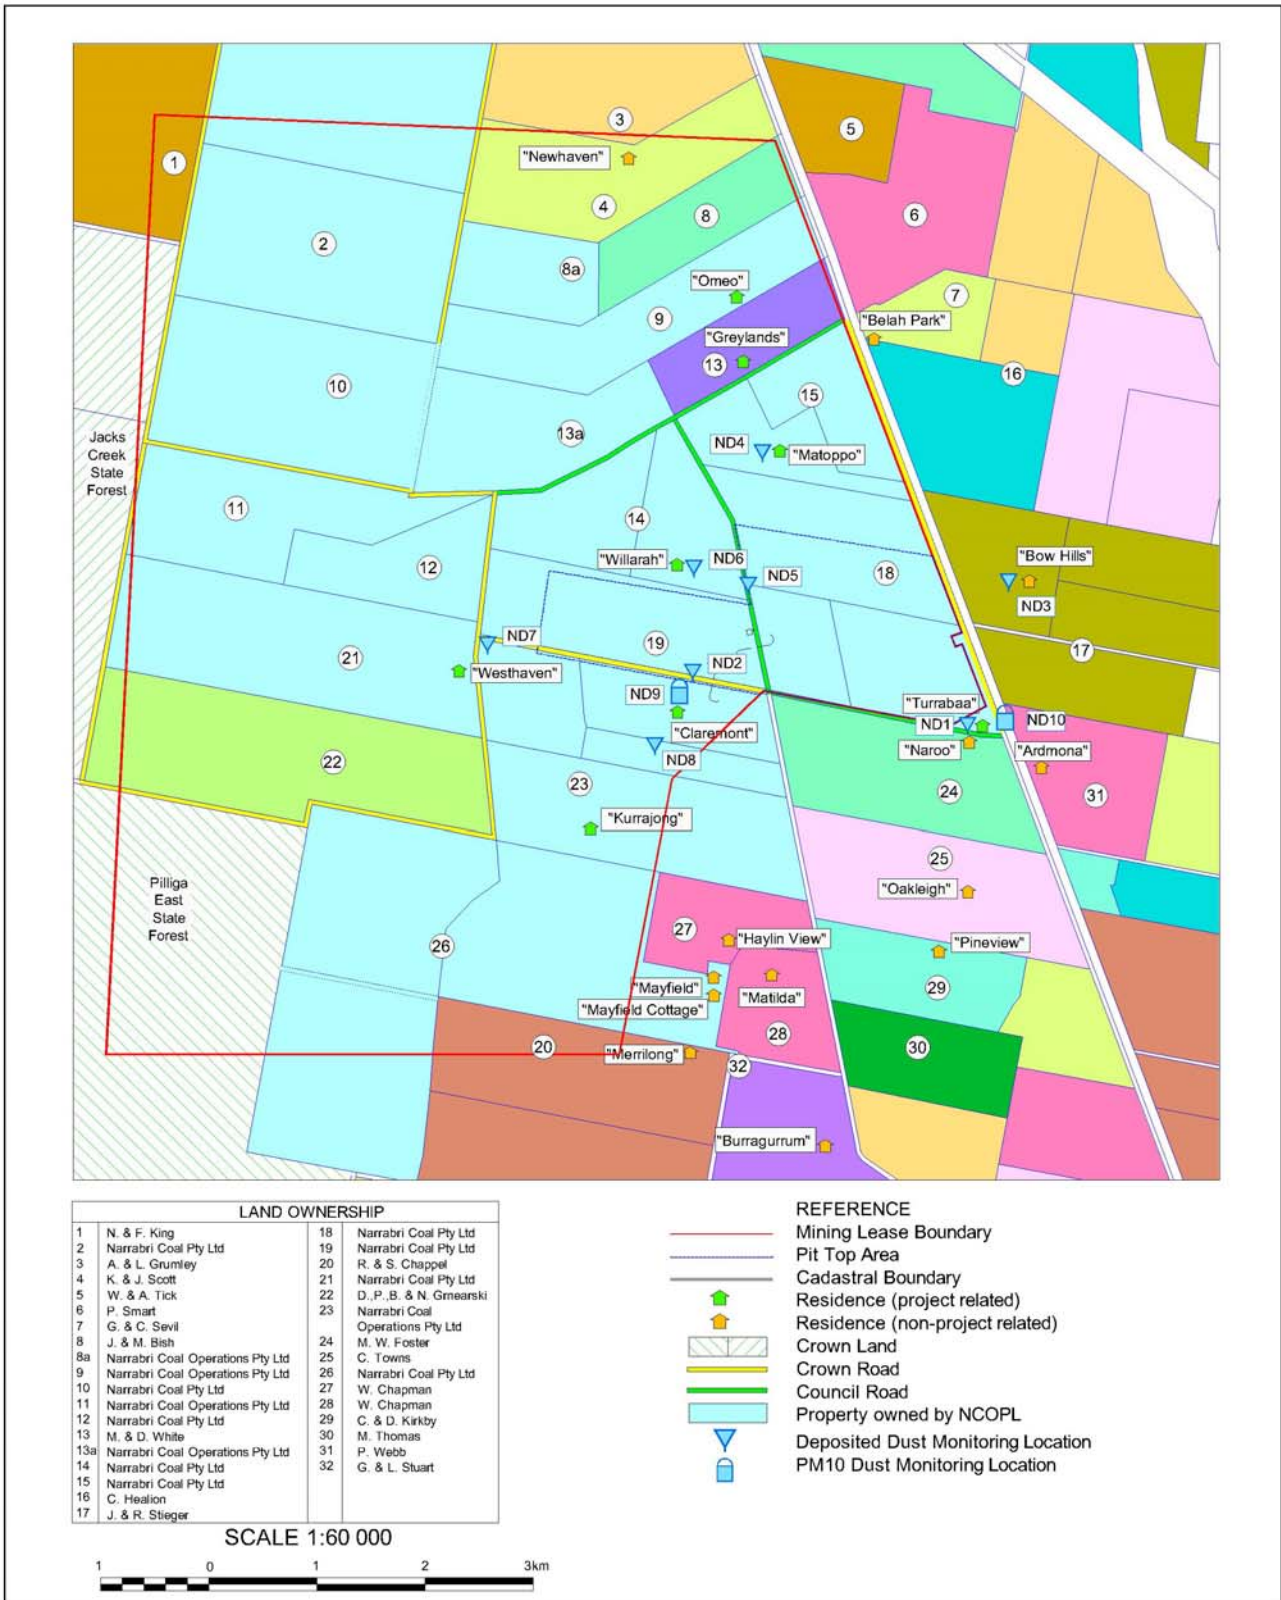 3
5
"Newhaven"
1
4
8
6
2
8a
"Omeo"
7
9
"Belah Park"
"Greylands"
13
16
10
15
13a
ND4
"Matoppo"
Jacks
Creek
State
Forest
11
14
"Willarah"
ND6
"Bow Hills"
12
ND5
18
ND3
ND7
19
17
21
"Westhaven"
ND2
ND9
"Turrabaa"
ND1
ND10
"Claremont"
"Naroo"
"Ardmona"
ND8
22
23
24
31
"Kurrajong"
25
Pilliga
East
State
Forest
"Oakleigh"
27
"Haylin View"
"Pineview"
26
"Mayfield"
"Matilda"
29
"Mayfield Cottage"
28
20
"Merrilong"
30
32
"Burragurrum"
LAND OWNERSHIP
1 N. & F. King
2 Narrabri Coal Pty Ltd
3 A. & L. Grumley
4 K. & J. Scott
5 W. & A. Tick
6 P. Smart
7 G. & C. Sevil
8 J. & M. Bish
8a Narrabri Coal Operations Pty Ltd
9 Narrabri Coal Operations Pty Ltd
10 Narrabri Coal Pty Ltd
11 Narrabri Coal Operations Pty Ltd
12 Narrabri Coal Pty Ltd
13 M. & D. White
13a Narrabri Coal Operations Pty Ltd
14 Narrabri Coal Pty Ltd
15 Narrabri Coal Pty Ltd
16 C. Healion
17 J. & R. Stieger
18 Narrabri Coal Pty Ltd
19 Narrabri Coal Pty Ltd
20 R. & S. Chappel
21 Narrabri Coal Pty Ltd
22 D.,P.,B. & N. Grnearski
23 Narrabri Coal
Operations Pty Ltd
24 M. W. Foster
25 C. Towns
26 Narrabri Coal Pty Ltd
27 W. Chapman
28 W. Chapman
29 C. & D. Kirkby
30 M. Thomas
31 P. Webb
32 G. & L. Stuart
REFERENCE
Mining Lease Boundary
Pit Top Area
Cadastral Boundary
Residence (project related)
Residence (non-project related)
Crown Land
Crown Road
Council Road
Property owned by NCOPL
Deposited Dust Monitoring Location
PM10 Dust Monitoring Location
SCALE 1:60 000
1 0 1 2 3km